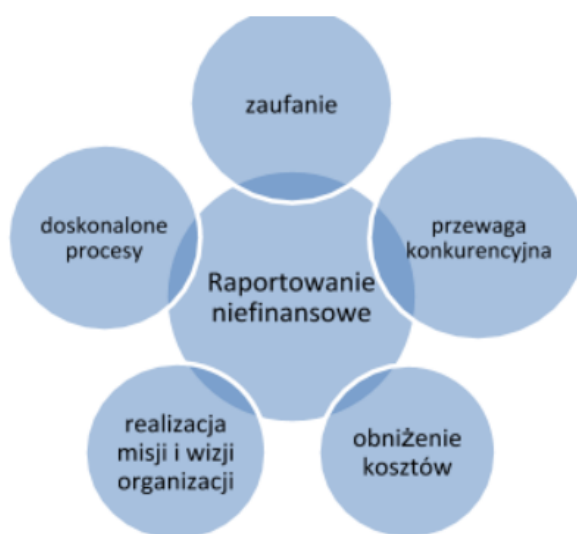 zaufanie
doskonalone
procesy
przewaga
konkurencyjna
Raportowanie
niefinansowe
realizacja
misji i wizji
organizacji
obniżenie
kosztów